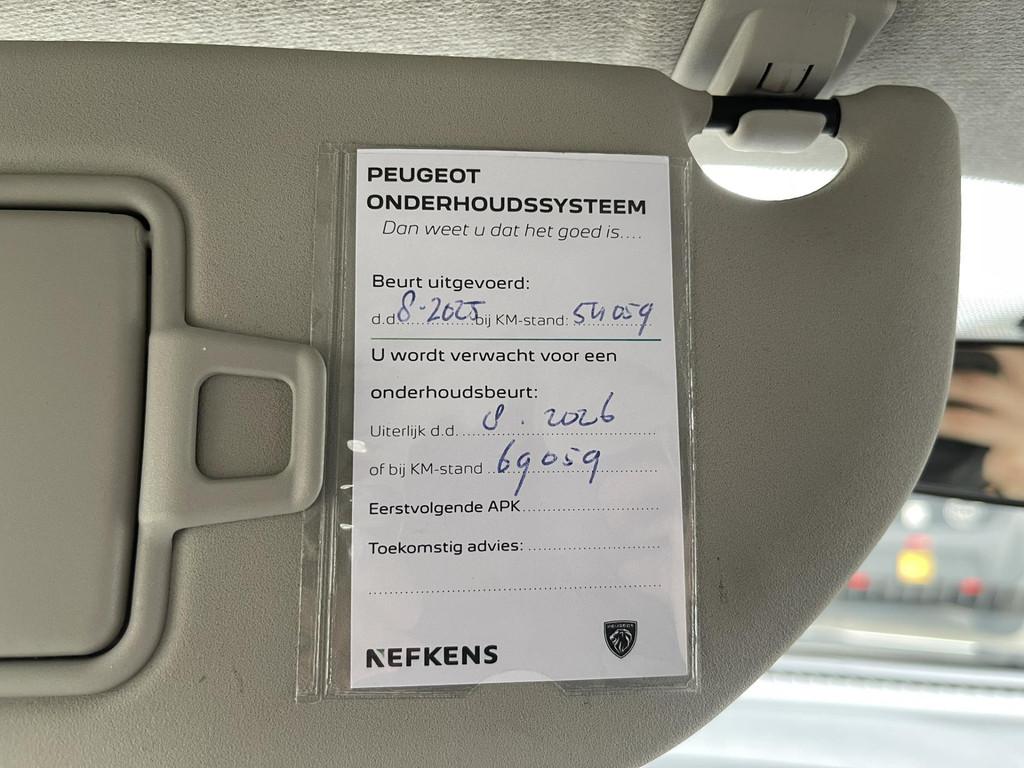 PEUGEOT
ONDERHOUDSSYSTEEM
Dan weet u dat het goed is....
Beurt uitgevoerd:
d.d. 8-2025 bij KM-stand: 54059
U wordt verwacht voor een
onderhoudsbeurt:
Uiterlijk d.d. 8.2026
of bij KM-stand 69059
Eerstvolgende APK
Toekomstig advies:
NEFKENS
PEUGEOT